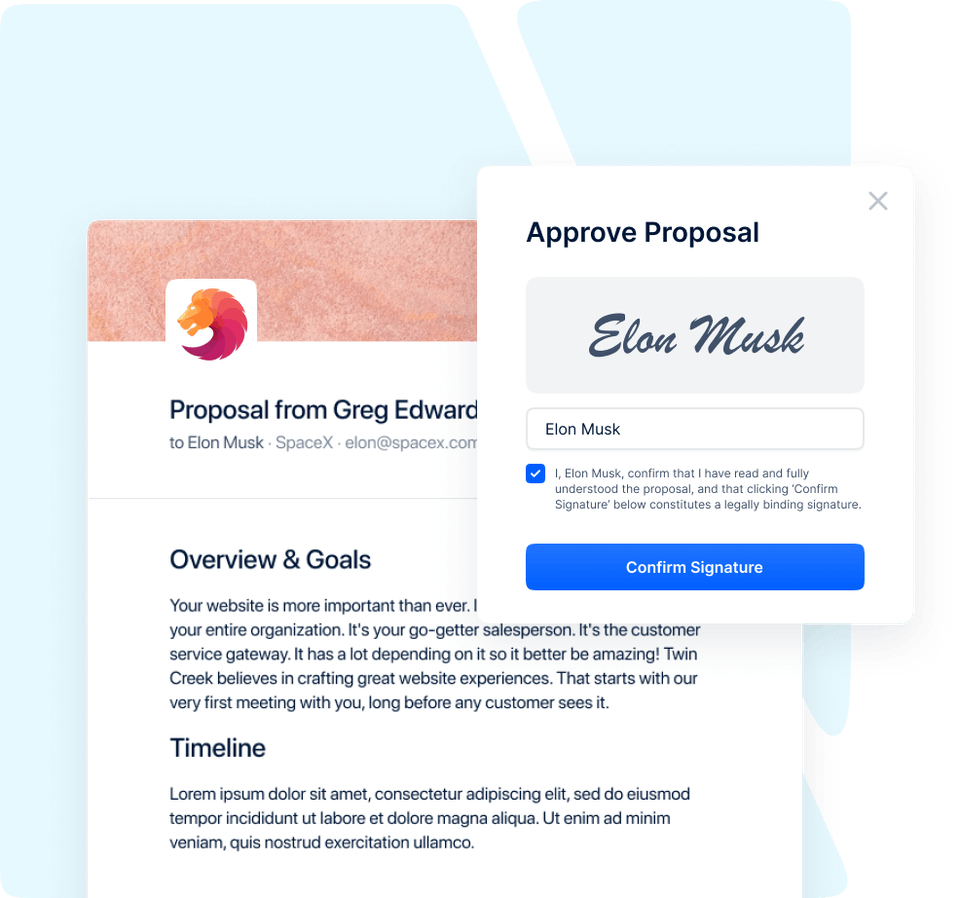 Approve Proposal
Elon Musk
Elon Musk
I, Elon Musk, confirm that I have read and fully
understood the proposal, and that clicking ‘Confirm
Signature’ below constitutes a legally binding signature.
Confirm Signature
Proposal from Greg Edward
to Elon Musk · SpaceX · elon@spacex.com
Overview & Goals
Your website is more important than ever.
your entire organization. It's your go-getter salesperson. It's the customer
service gateway. It has a lot depending on it so it better be amazing! Twin
Creek believes in crafting great website experiences. That starts with our
very first meeting with you, long before any customer sees it.
Timeline
Lorem ipsum dolor sit amet, consectetur adipiscing elit, sed do eiusmod
tempor incididunt ut labore et dolore magna aliqua. Ut enim ad minim
veniam, quis nostrud exercitation ullamco.